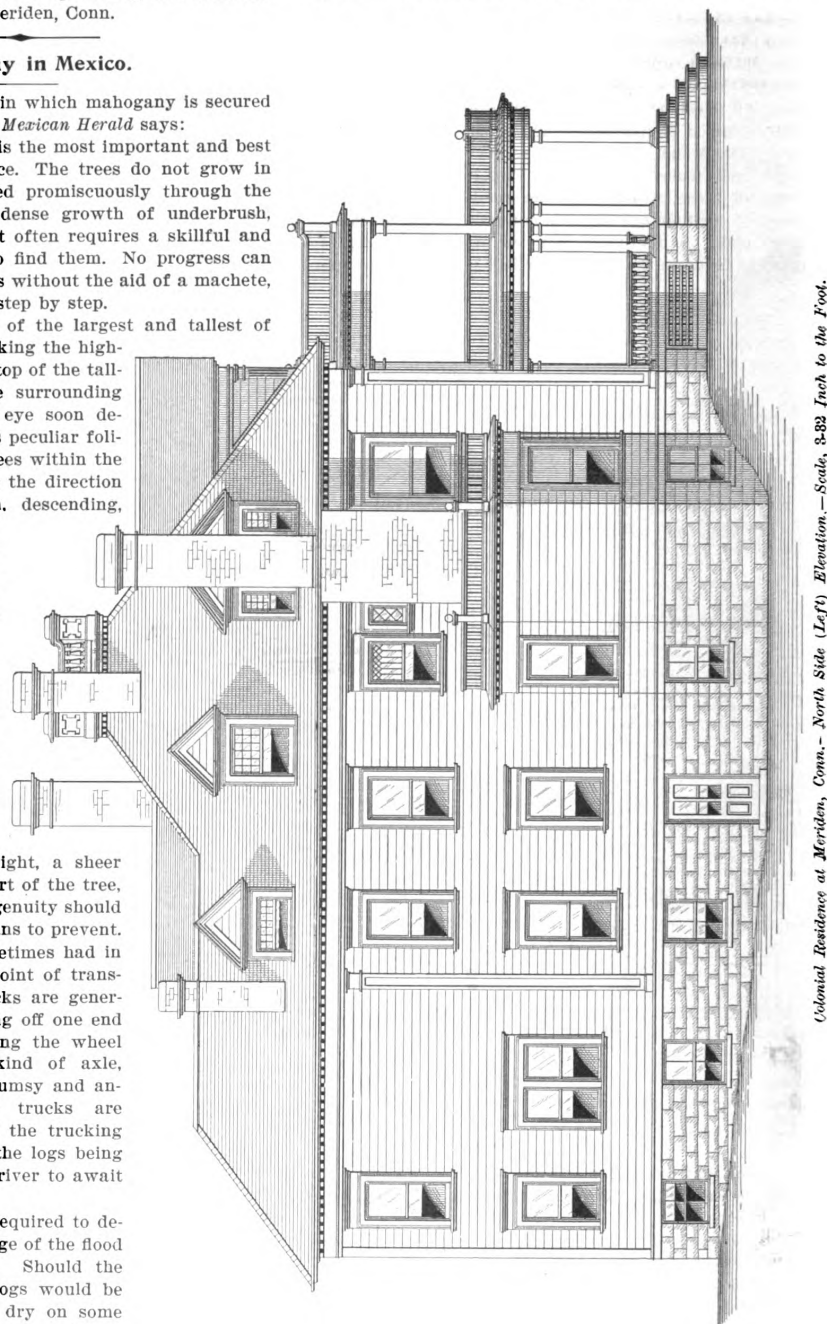 eriden, Conn.
y in Mexico.
in which mahogany is secured
Mexican Herald says:
is the most important and best
ce. The trees do not grow in
ed promiscuously through the
dense growth of underbrush,
t often requires a skillful and
o find them. No progress can
s without the aid of a machete,
step by step.
of the largest and tallest of
king the high-
top of the tall-
e surrounding
eye soon de-
s peculiar foli-
ees within the
the direction
n, descending,
ight, a sheer
rt of the tree,
genuity should
ns to prevent.
etimes had in
oint of trans-
cks are gener-
g off one end
ng the wheel
kind of axle,
umsy and an-
trucks are
the trucking
the logs being
river to await
equired to de-
ge of the flood
Should the
ogs would be
dry on some
Colonial Residence at Meriden, Conn.- North Side (Left) Elevation.—Scale, 3-32 Inch to the Foot.